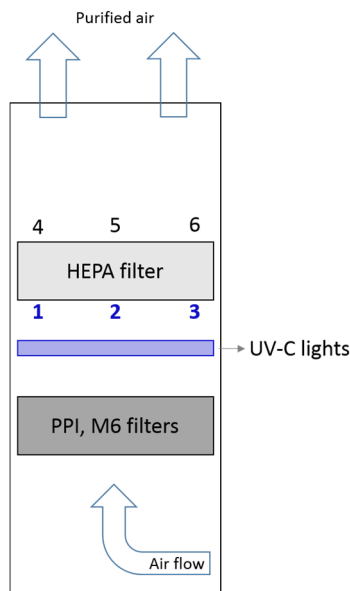 Purified air
4 5 6
HEPA filter
1 2 3
UV-C lights
PPI, M6 filters
Air flow